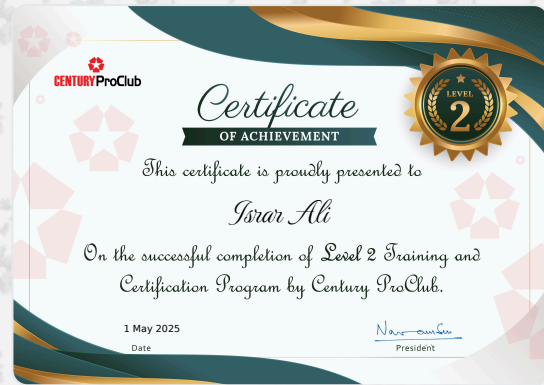 CENTURY ProClub
LEVEL
2
Certificate
OF ACHIEVEMENT
This certificate is proudly presented to
Israr Ali
On the successful completion of Level 2 Training and
Certification Program by Century ProClub.
1 May 2025
Date
President